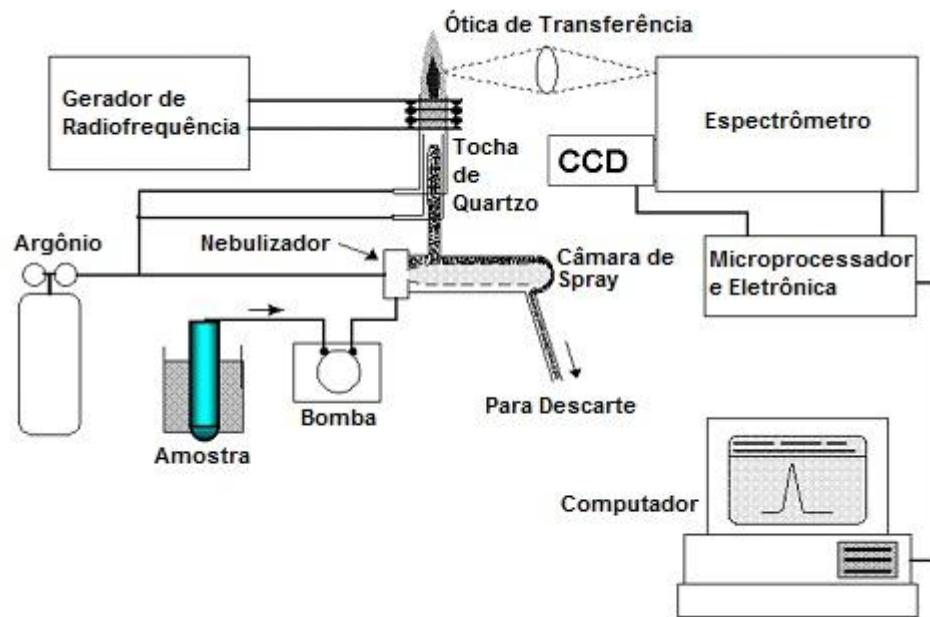 Ótica de Transferência
Gerador de
Radiofrequência
Espectrômetro
CCD
Tocha
de
Quartzo
Argônio
Nebulizador
Câmara de
Spray
Microprocessador
e Eletrônica
Bomba
Para Descarte
Amostra
Computador